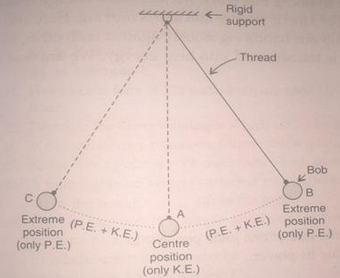 Rigid
support
Thread
Bob
C
B
A
Extreme
position
(only P.E.)
(P.E. + K.E.)
Centre
position
(only K.E.)
(P.E. + K.E.)
Extreme
position
(only P.E.)